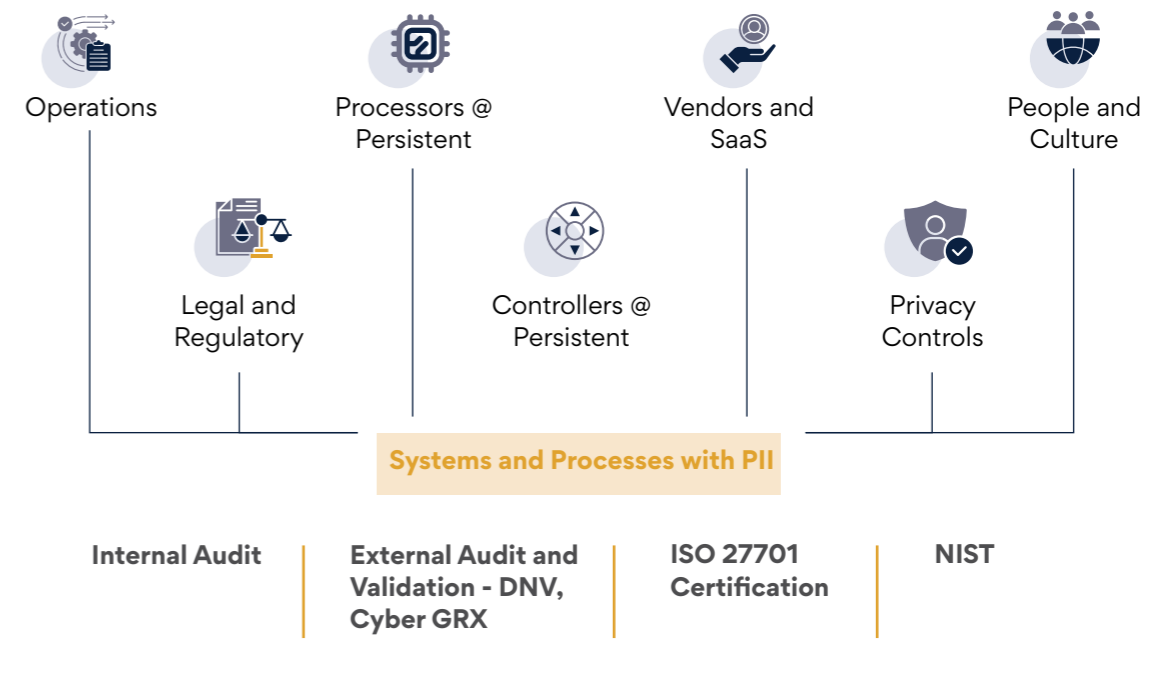 Operations
Processors @
Persistent
Vendors and
SaaS
People and
Culture
Legal and
Regulatory
Controllers @
Persistent
Privacy
Controls
Systems and Processes with PII
Internal Audit
External Audit and
Validation - DNV,
Cyber GRX
ISO 27701
Certification
NIST